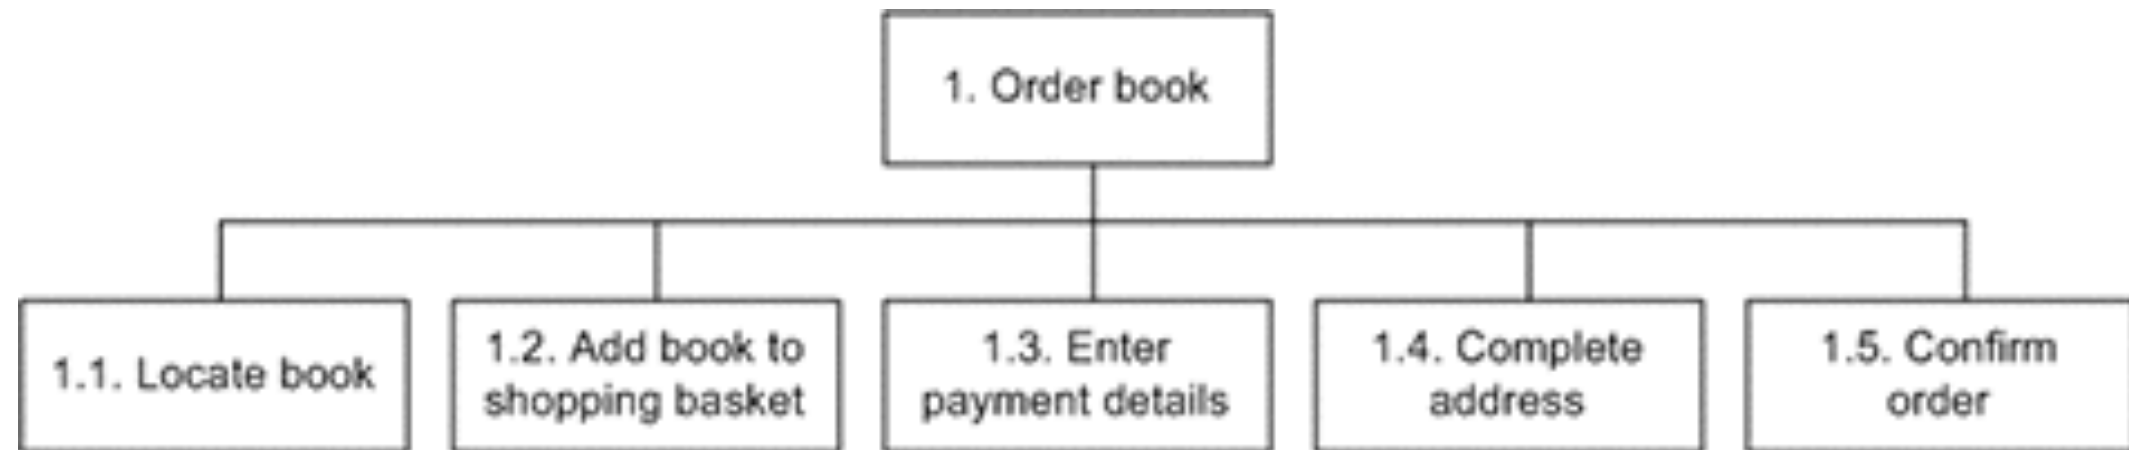 1. Order book
1.1. Locate book
1.2. Add book to
shopping basket
1.3. Enter
payment details
1.4. Complete
address
1.5. Confirm
order